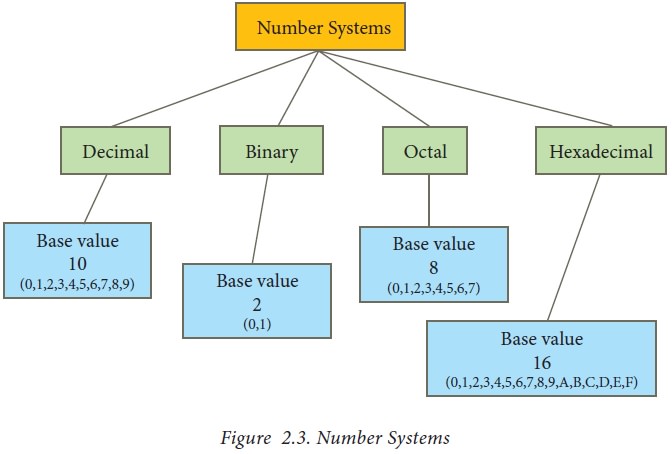 Number Systems
Decimal
Binary
Octal
Hexadecimal
Base value
10
(0,1,2,3,4,5,6,7,8,9)
Base value
2
(0,1)
Base value
8
(0,1,2,3,4,5,6,7)
Base value
16
(0,1,2,3,4,5,6,7,8,9,A,B,C,D,E,F)
Figure 2.3. Number Systems